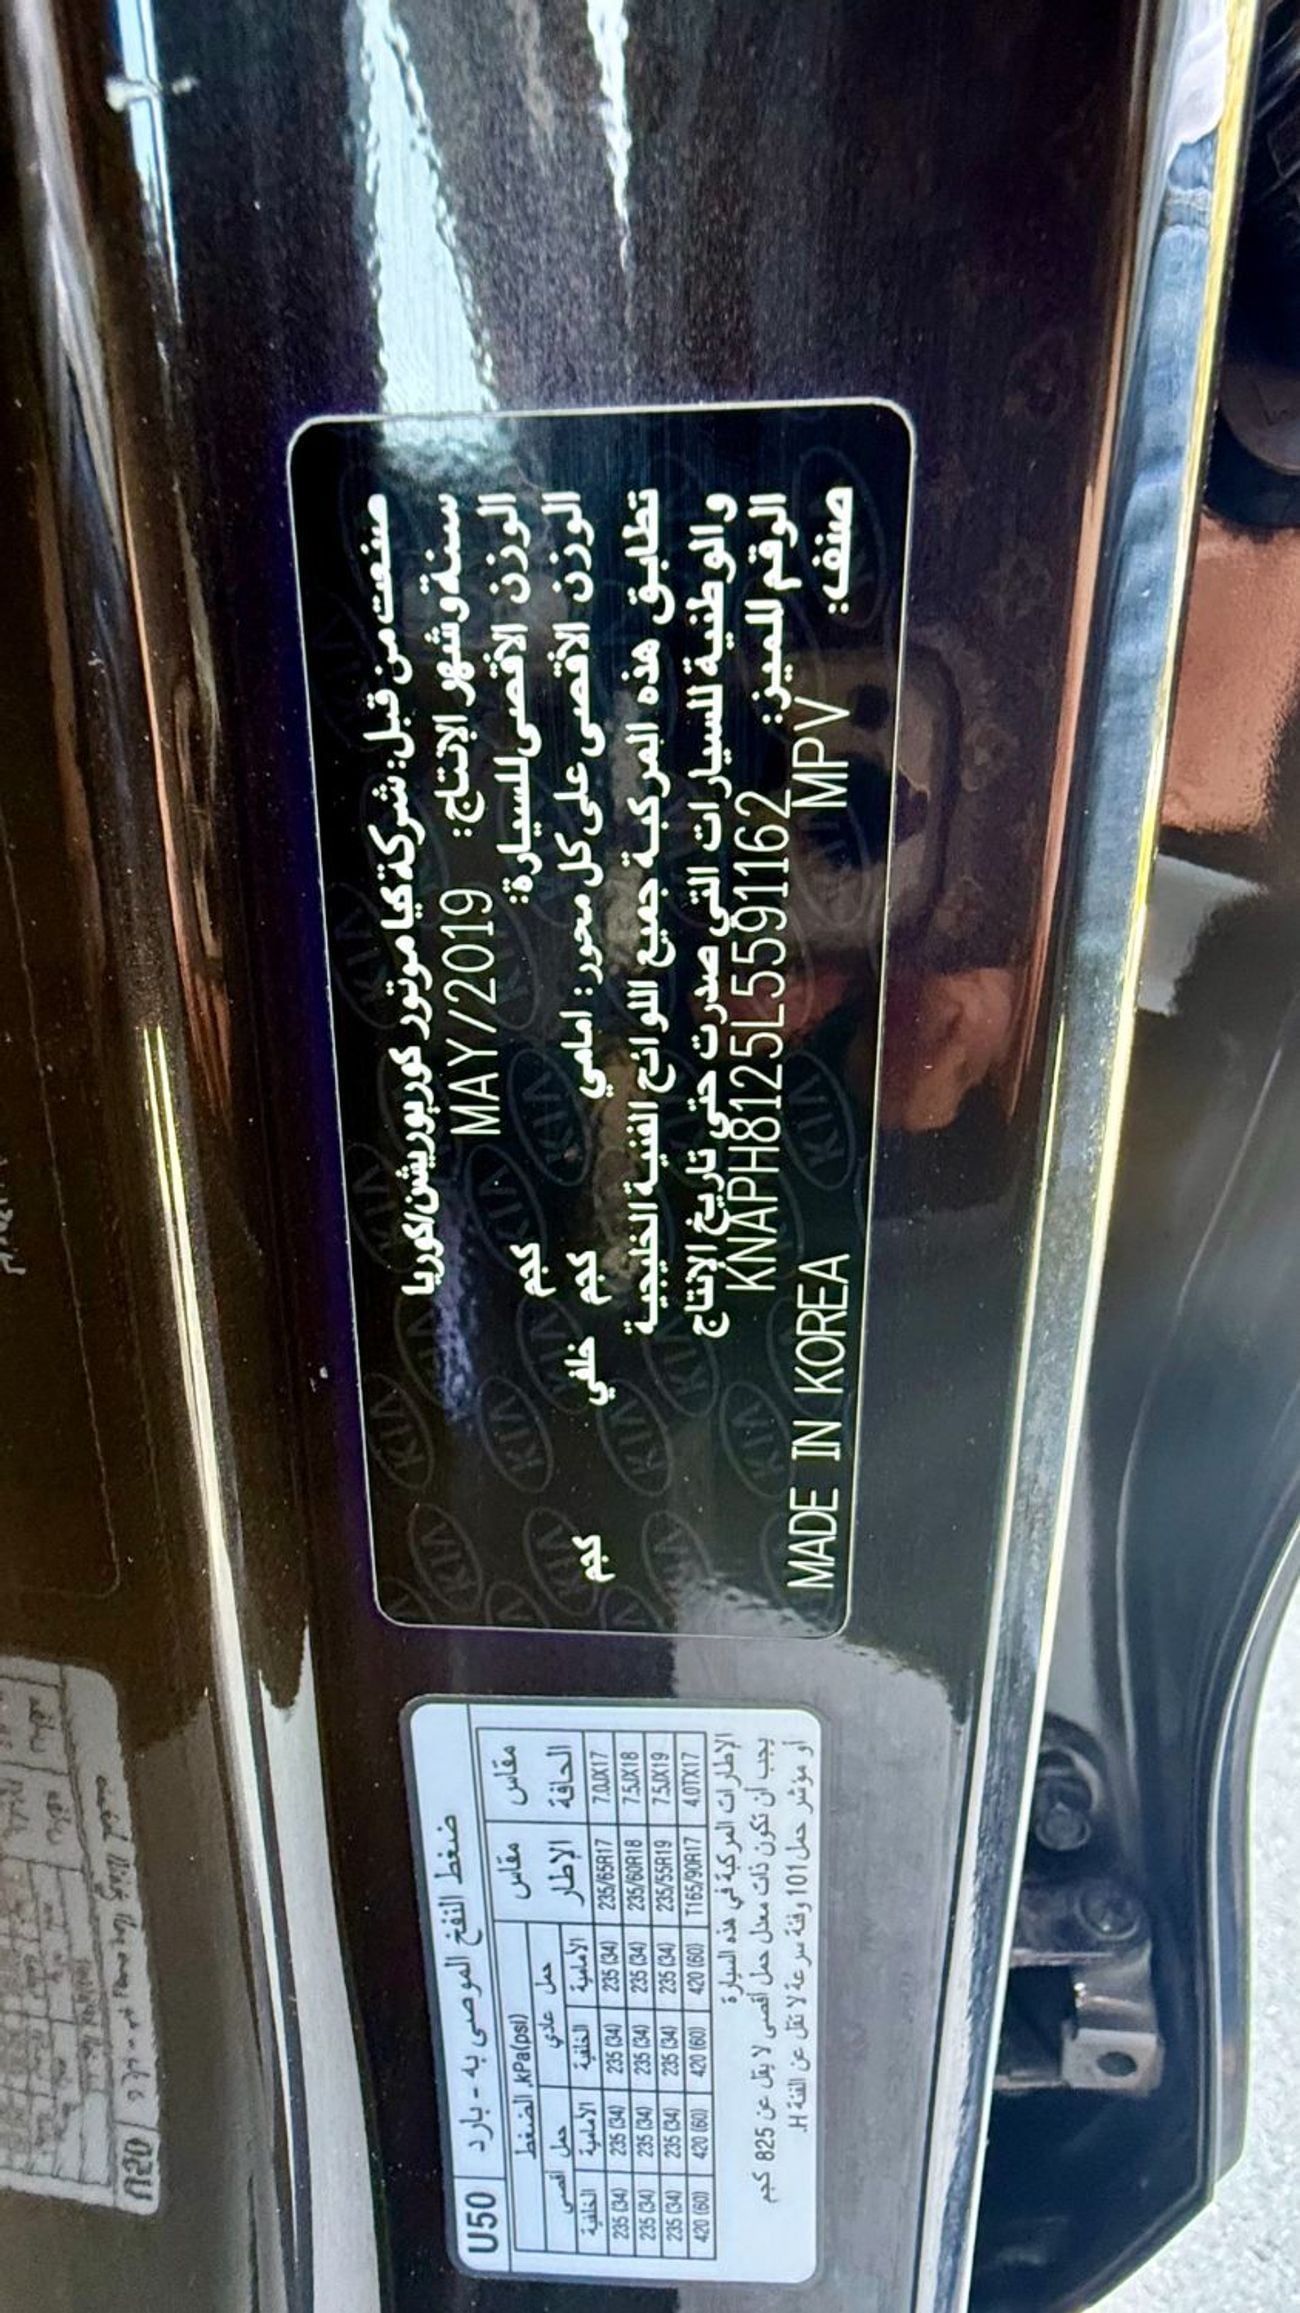 صنعت من قبل: شركة كيا موتور كوربوريشن/كوريا
سنة وشهر الإنتاج: MAY/2019
الوزن الأقصى للسيارة: كجم
الوزن الأقصى على كل محور: امامي كجم خلفي كجم
تطابق هذه المركبة جميع اللوائح الفنية الخليجية
والوطنية للسيارات التي صدرت حتى تاريخ الإنتاج
الرقم المميز: KNAPH8125L5591162
صنف: MPV MADE IN KOREA
U50 ضغط النفخ الموصى به - بارد
مقاس الحافة مقاس الإطار الضغط kPa(psi),
حمل عادي حمل أقصى
الأمامية الخلفية الأمامية الخلفية
7.0JX17 235/65R17 235 (34) 235 (34) 235 (34) 235 (34)
7.5JX18 235/60R18 235 (34) 235 (34) 235 (34) 235 (34)
7.5JX19 235/55R19 235 (34) 235 (34) 235 (34) 235 (34)
4.0TX17 T165/90R17 420 (60) 420 (60) 420 (60) 420 (60)
الإطارات المركبة في هذه السيارة
يجب أن تكون ذات معدل حمل أقصى لا يقل عن 825 كجم
أو مؤشر حمل 101 وفئة سرعة لا تقل عن الفئة H.